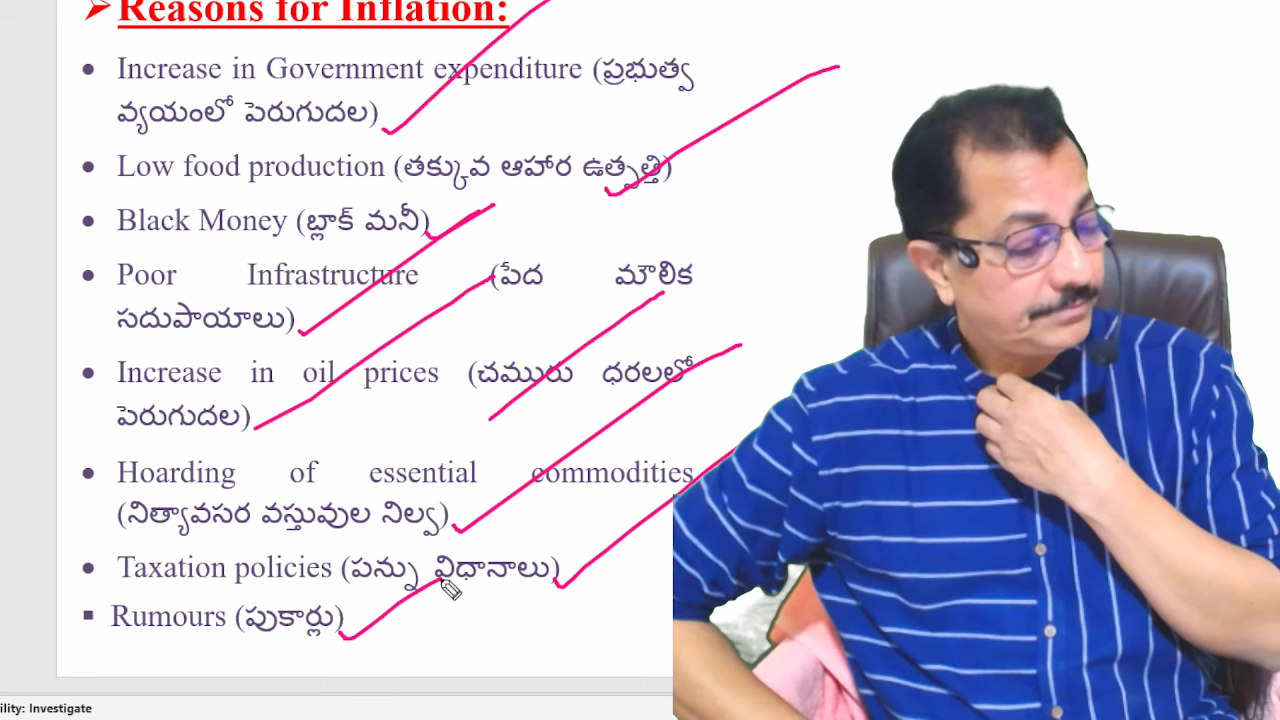 Reasons for Inflation:
Increase in Government expenditure (ప్రభుత్వ
వ్యయంలో పెరుగుదల)
Low food production (తక్కువ ఆహార ఉత్పత్తి)
Black Money (బ్లాక్ మనీ)
Poor Infrastructure (పేద మౌలిక
సదుపాయాలు)
Increase in oil prices (చమురు ధరలలో
పెరుగుదల)
Hoarding of essential commodities
(నిత్యావసర వస్తువుల నిల్వ)
Taxation policies (పన్ను విధానాలు)
Rumours (పుకార్లు)
ility: Investigate